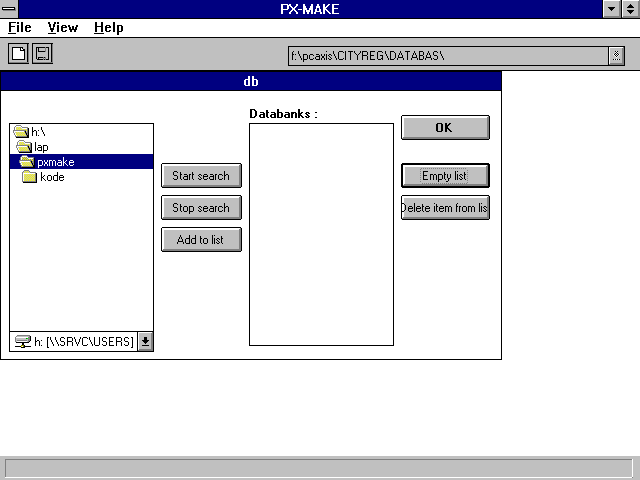 PX-MAKE
File View Help
f:\pcaxis\CITYREG\DATABAS\
db
Databanks :
OK
h:\
lap
pxmake
kode
Start search
Stop search
Add to list
Empty list
Delete item from lis
h: [\\SRVC\USERS]